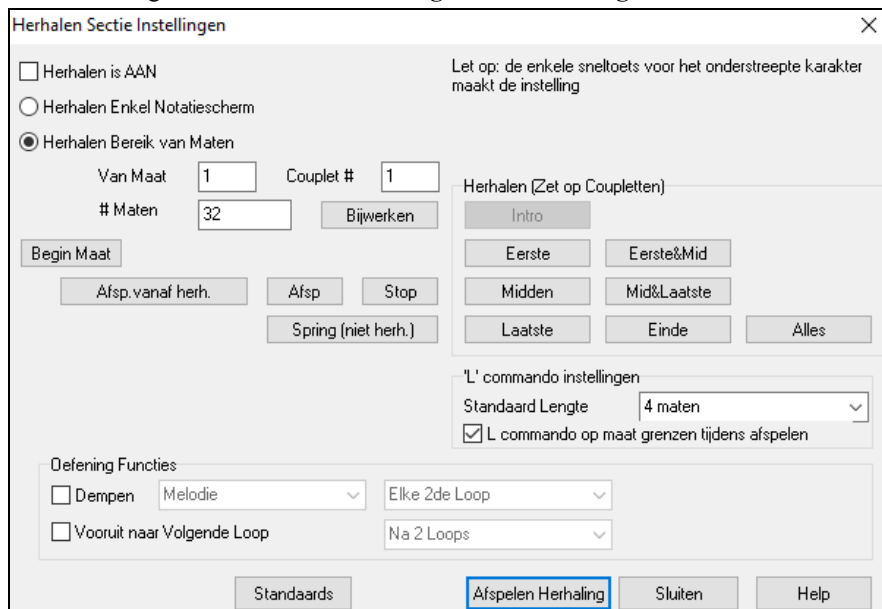 Herhalen Sectie Instellingen
Herhalen is AAN
Let op: de enkele sneltoets voor het onderstreepte karakter
maakt de instelling
Herhalen Enkel Notatiescherm
Herhalen Bereik van Maten
Van Maat 1 Couplet # 1
# Maten 32 Bijwerken
Begin Maat
Afsp.vanaf herh. Afsp Stop
Spring (niet herh.)
Herhalen (Zet op Coupletten)
Intro
Eerste Eerste&Mid
Midden Mid&Laatste
Laatste Einde Alles
'L' commando instellingen
Standaard Lengte 4 maten
L commando op maat grenzen tijdens afspelen
Oefening Functies
Dempen Melodie Elke 2de Loop
Vooruit naar Volgende Loop Na 2 Loops
Standaards Afspelen Herhaling Sluiten Help